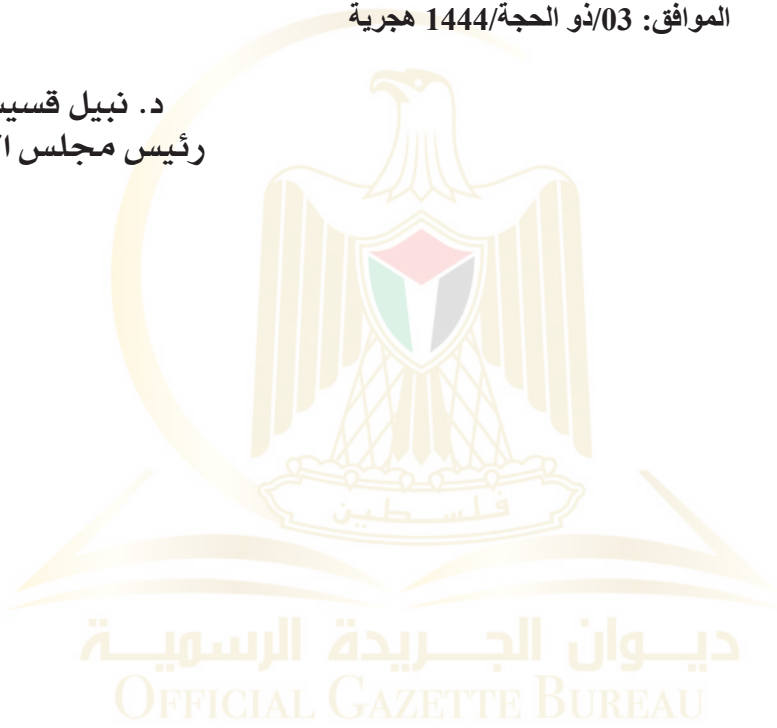 الموافق: 03/ذو الحجة/1444 هجرية
د. نبيل
رئيس مجلس
فلسطين
ديوان الجريدة الرسمية
OFFICIAL GAZETTE BUREAU